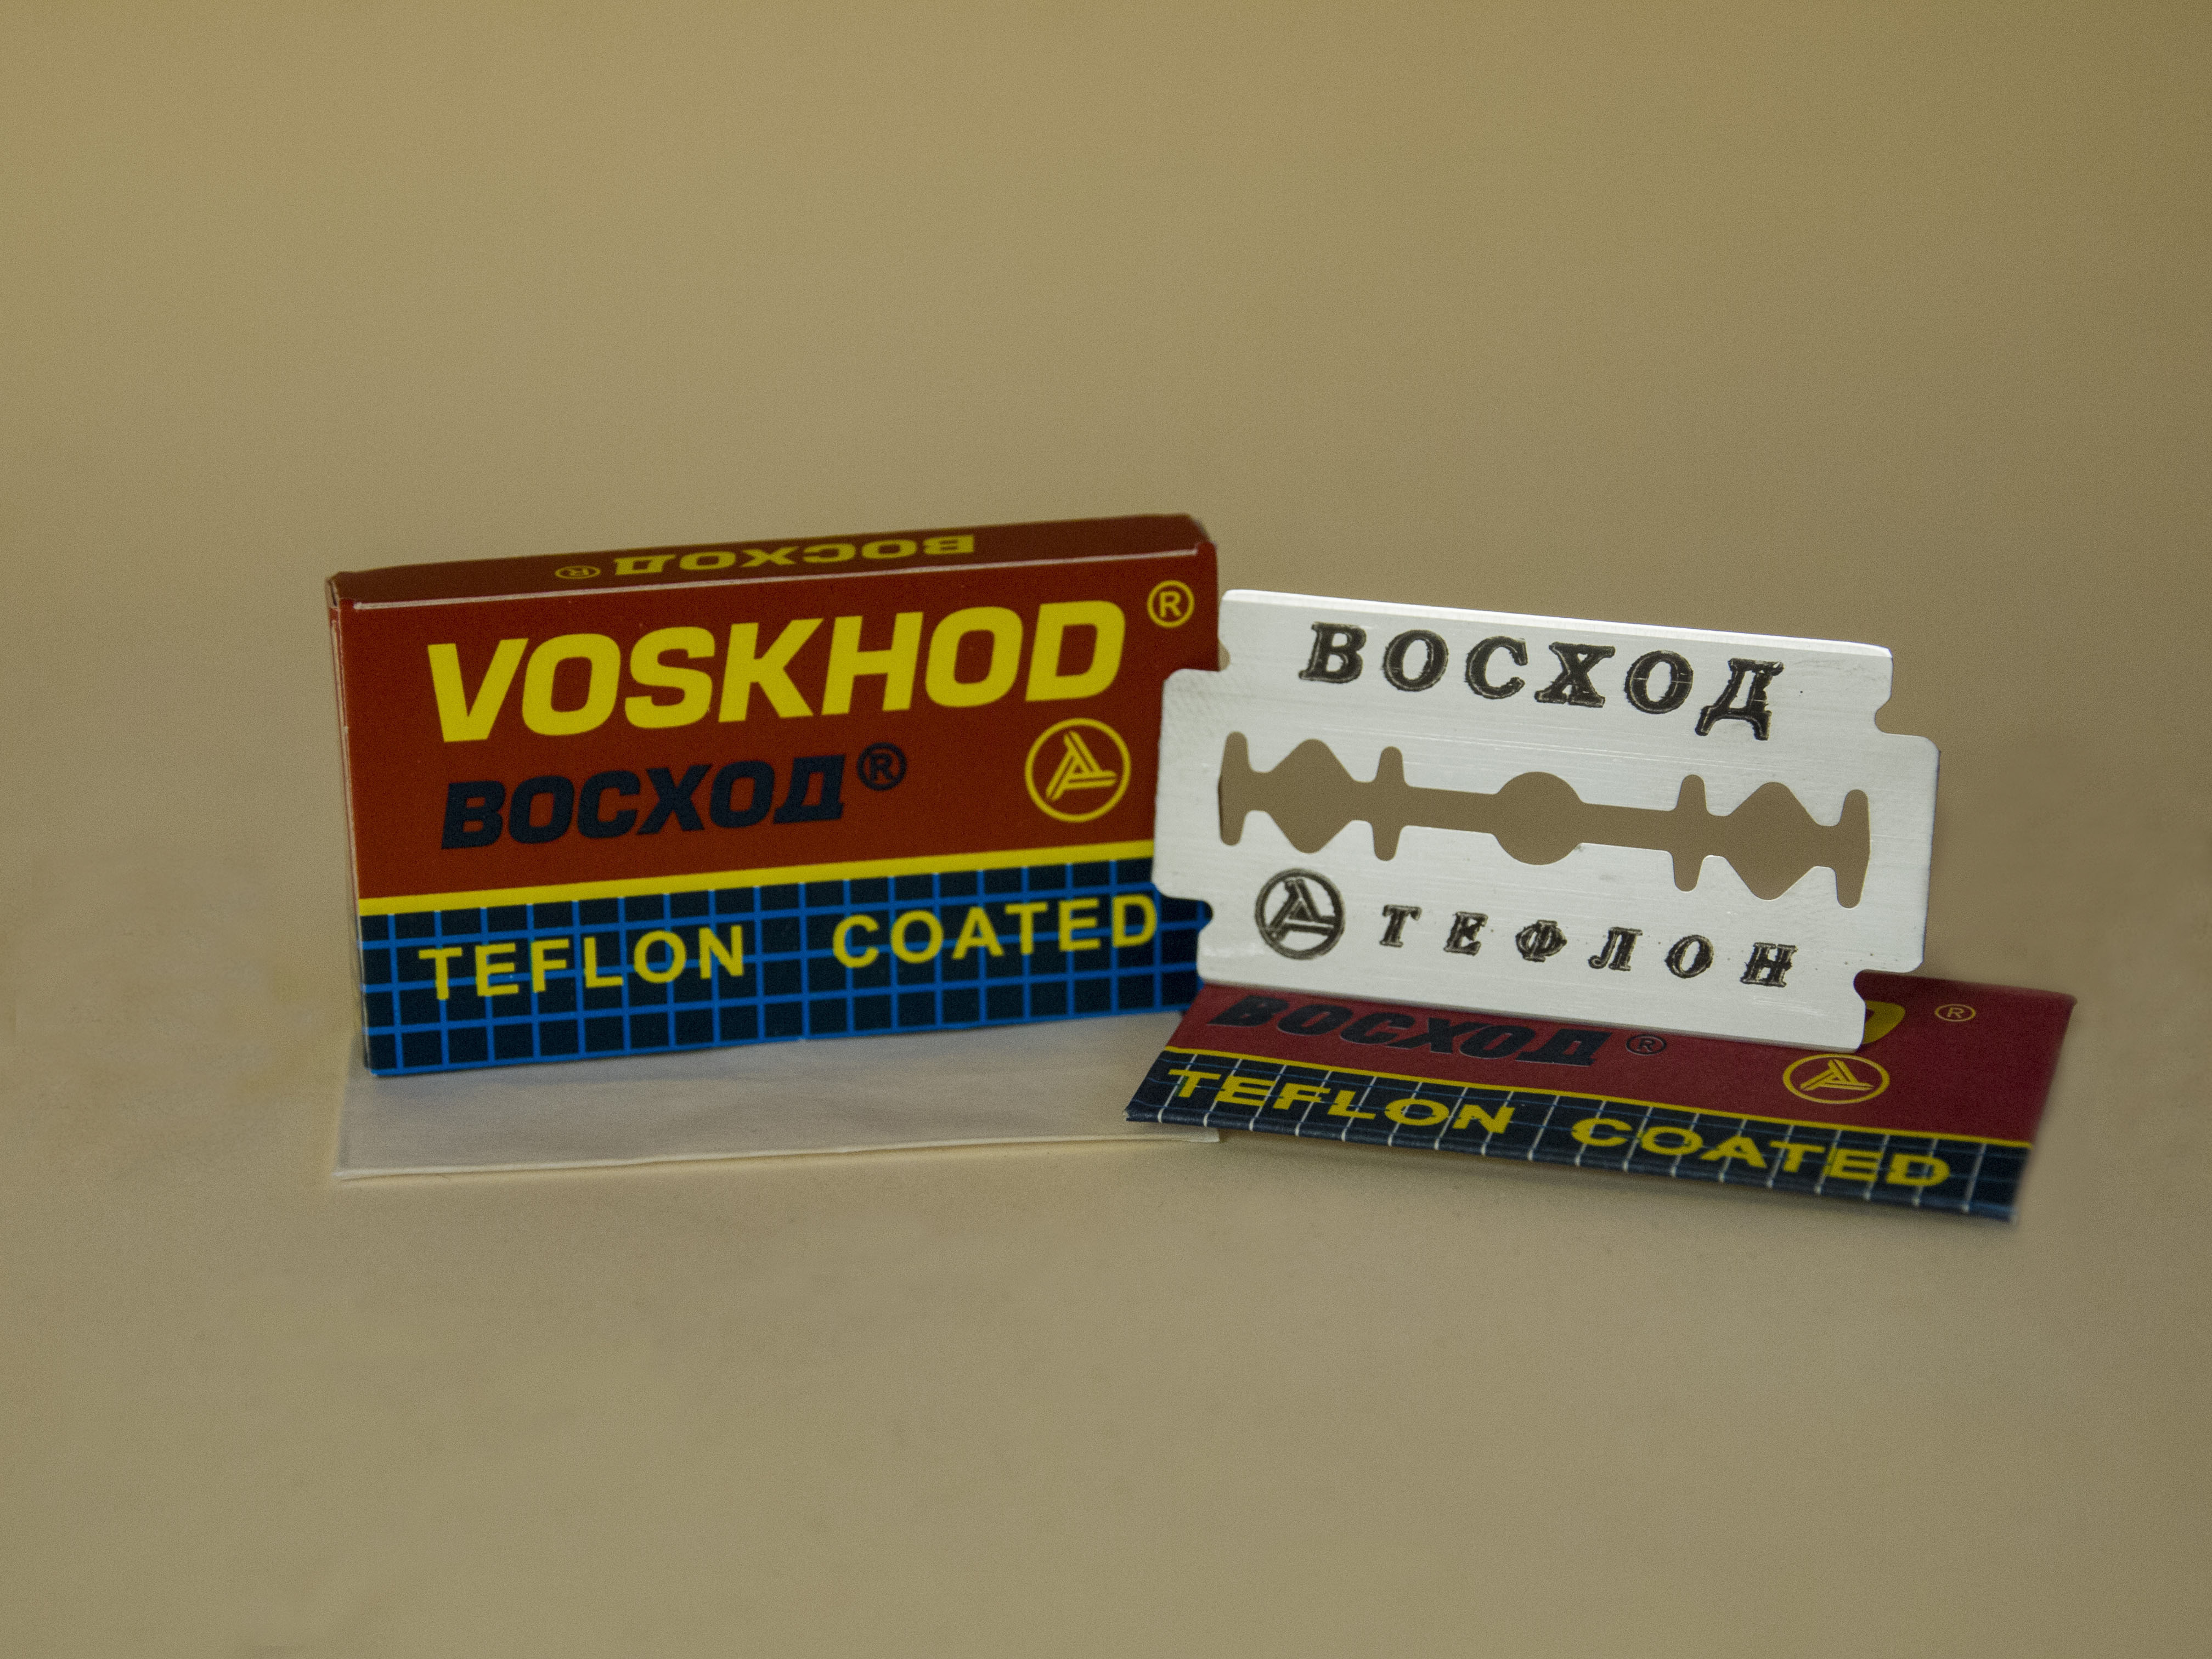 ВОСХОД®
VOSKHOD®
ВОСХОД®
TEFLON COATED
ВОСХОД
ТЕФЛОН
®
ВОСХОД®
TEFLON COATED